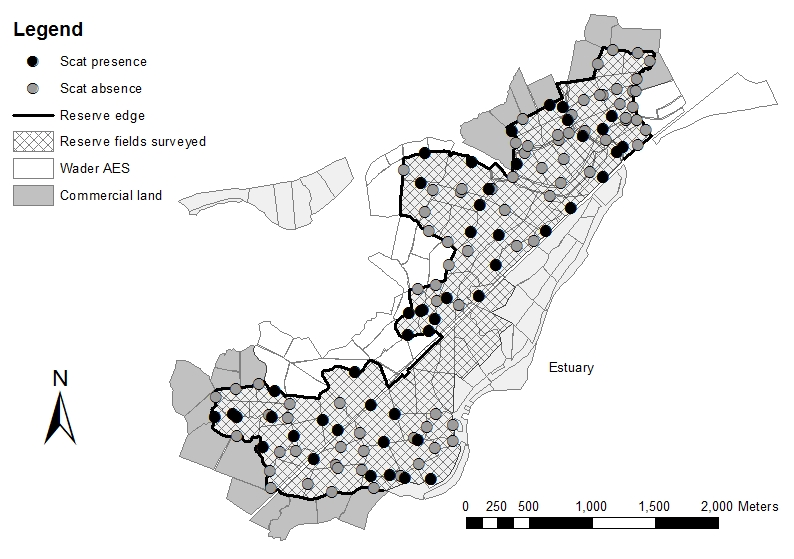 Legend
Scat presence
Scat absence
Reserve edge
Reserve fields surveyed
Wader AES
Commercial land
N
Estuary
0 250 500 1,000 1,500 2,000 Meters